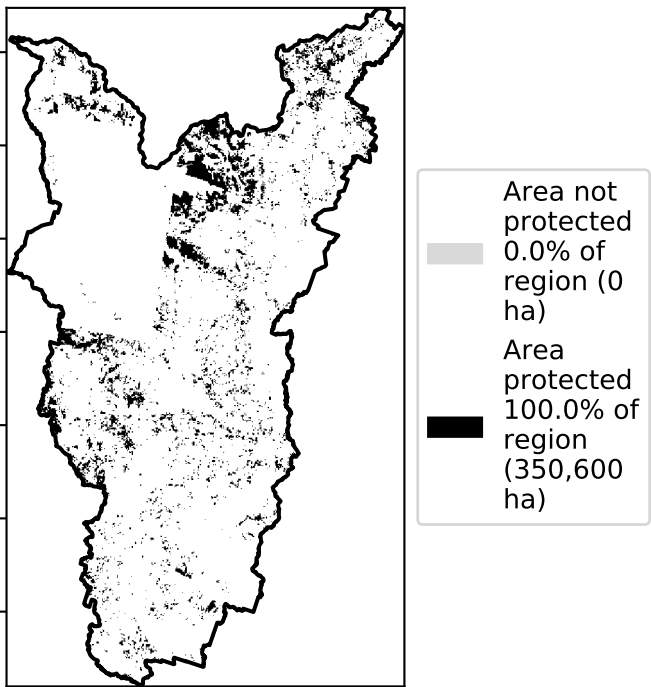 Area not
protected
0.0% of
region (0
ha)
Area
protected
100.0% of
region
(350,600
ha)